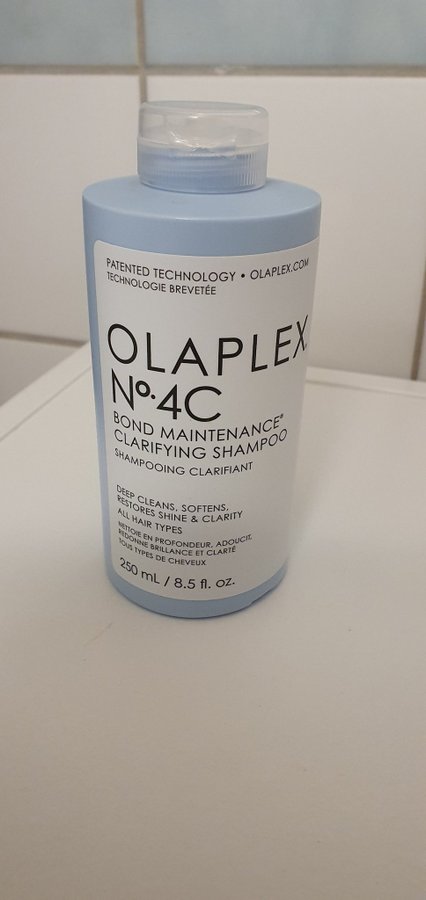 PATENTED TECHNOLOGY • OLAPLEX.COM
TECHNOLOGIE BREVETÉE
OLAPLEX.
Nº.4C
BOND MAINTENANCE®
CLARIFYING SHAMPOO
SHAMPOOING CLARIFIANT
DEEP CLEANS, SOFTENS,
RESTORES SHINE & CLARITY
ALL HAIR TYPES
NETTOIE EN PROFONDEUR, ADOUCIT,
REDONNE BRILLANCE ET CLARTÉ
TOUS TYPES DE CHEVEUX
250 mL / 8.5 fl. oz.